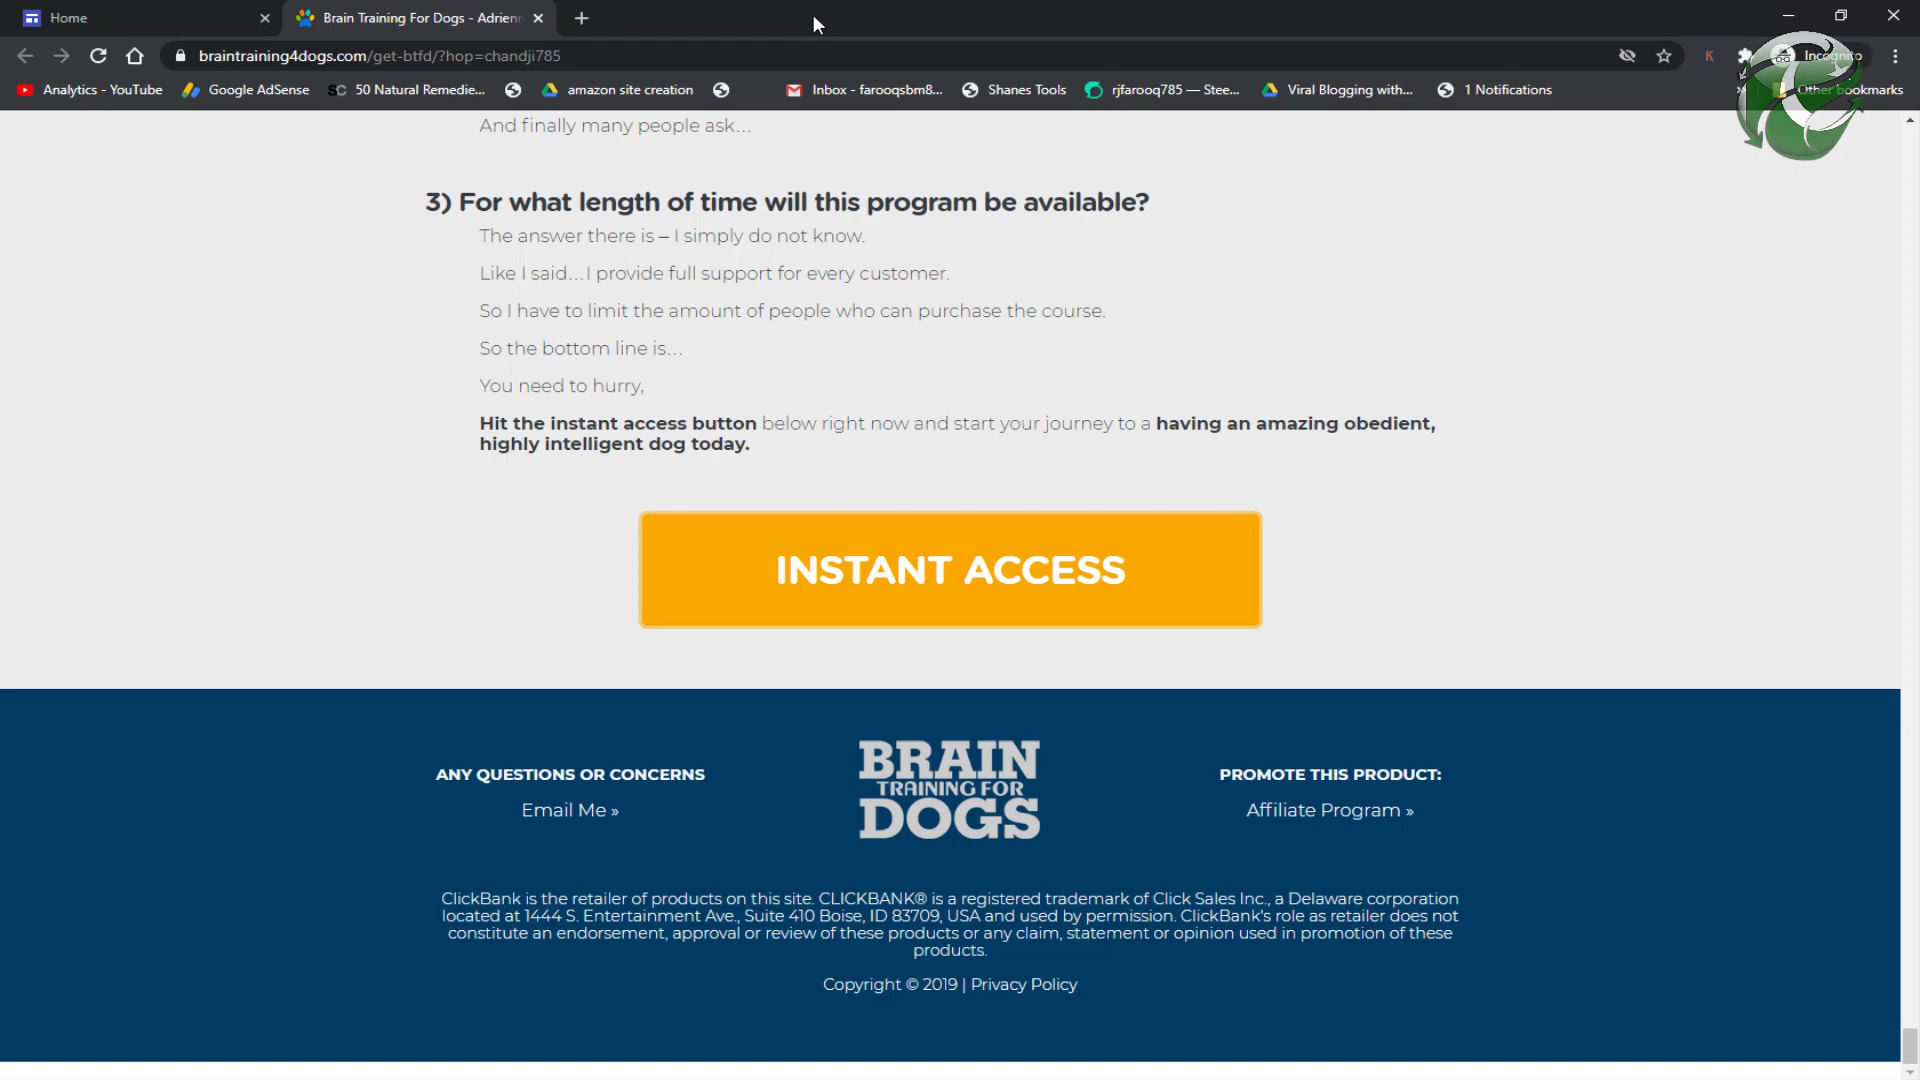 Home
Brain Training For Dogs - Adrienn
braintraining4dogs.com/get-btfd/?hop=chandji785
K
Incognito
Analytics - YouTube
Google AdSense
SC 50 Natural Remedie...
amazon site creation
Inbox - farooqsbm8...
Shanes Tools
rjfarooq785 — Stee...
Viral Blogging with...
1 Notifications
Other bookmarks
And finally many people ask…
3) For what length of time will this program be available?
The answer there is – I simply do not know.
Like I said…I provide full support for every customer.
So I have to limit the amount of people who can purchase the course.
So the bottom line is…
You need to hurry,
Hit the instant access button below right now and start your journey to a having an amazing obedient,
highly intelligent dog today.
INSTANT ACCESS
ANY QUESTIONS OR CONCERNS
Email Me »
BRAIN
TRAINING FOR
DOGS
PROMOTE THIS PRODUCT:
Affiliate Program »
ClickBank is the retailer of products on this site. CLICKBANK® is a registered trademark of Click Sales Inc., a Delaware corporation
located at 1444 S. Entertainment Ave., Suite 410 Boise, ID 83709, USA and used by permission. ClickBank's role as retailer does not
constitute an endorsement, approval or review of these products or any claim, statement or opinion used in promotion of these
products.
Copyright © 2019 | Privacy Policy